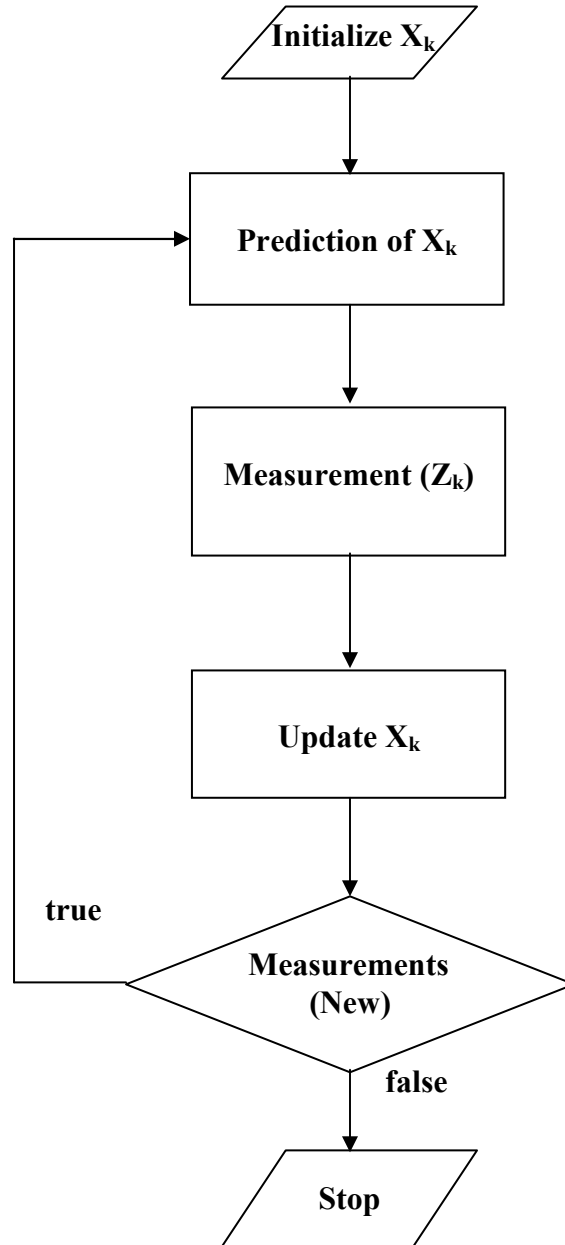 Initialize Xk
Prediction of Xk
Measurement (Zk)
Update Xk
true
Measurements
(New)
false
Stop